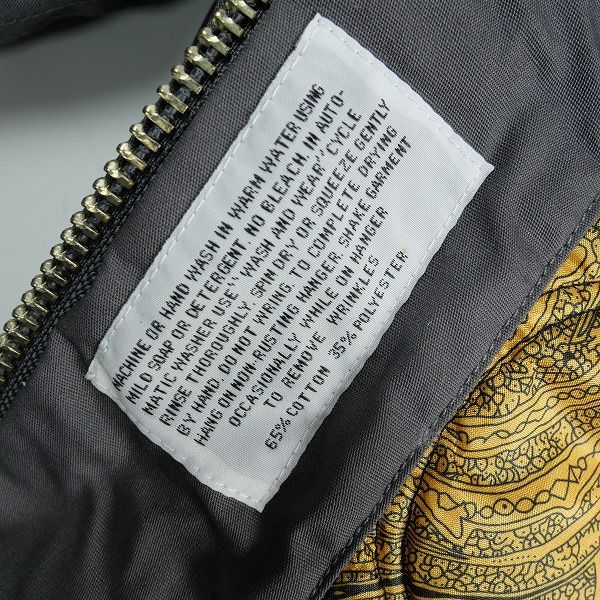 MACHINE OR HAND WASH IN WARM WATER USING
MILD SOAP OR DETERGENT. NO BLEACH. IN AUTO-
MATIC WASHER USE "WASH AND WEAR" CYCLE
RINSE THOROUGHLY, SPIN DRY OR SQUEEZE GENTLY
BY HAND. DO NOT WRING. TO COMPLETE DRYING
HANG ON NON-RUSTING HANGER. SHAKE GARMENT
OCCASIONALLY WHILE ON HANGER
TO REMOVE WRINKLES
65% COTTON 35% POLYESTER